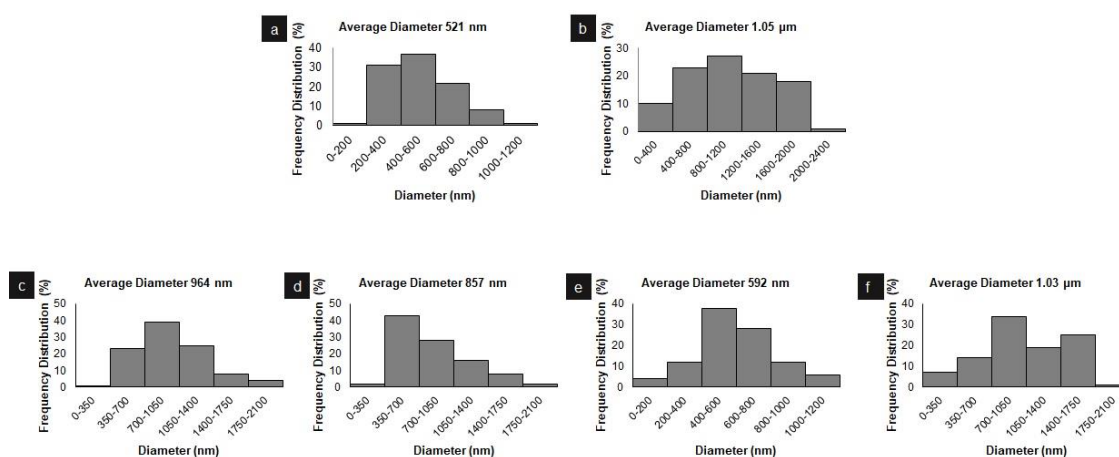 a
Average Diameter 521 nm
Frequency Distribution (%)
40
30
20
10
0
0-200
200-400
400-600
600-800
800-1000
1000-1200
Diameter (nm)
b
Average Diameter 1.05 μm
Frequency Distribution (%)
30
20
10
0
0-400
400-800
800-1200
1200-1600
1600-2000
2000-2400
Diameter (nm)
c
Average Diameter 964 nm
Frequency Distribution (%)
50
40
30
20
10
0
0-350
350-700
700-1050
1050-1400
1400-1750
1750-2100
Diameter (nm)
d
Average Diameter 857 nm
Frequency Distribution (%)
50
40
30
20
10
0
0-350
350-700
700-1050
1050-1400
1400-1750
1750-2100
Diameter (nm)
e
Average Diameter 592 nm
Frequency Distribution (%)
40
30
20
10
0
0-200
200-400
400-600
600-800
800-1000
1000-1200
Diameter (nm)
f
Average Diameter 1.03 μm
Frequency Distribution (%)
40
30
20
10
0
0-350
350-700
700-1050
1050-1400
1400-1750
1750-2100
Diameter (nm)